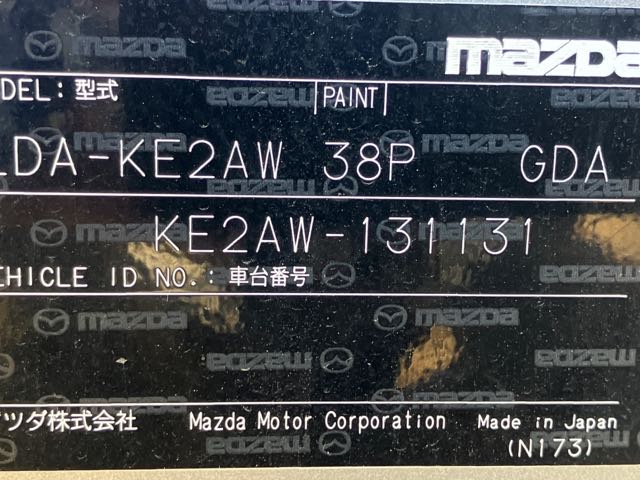 mazda
DEL: 型式 PAINT
LDA-KE2AW 38P GDA
KE2AW-131131
EHICLE ID NO.: 車台番号
ツダ株式会社 Mazda Motor Corporation Made in Japan
(N173)